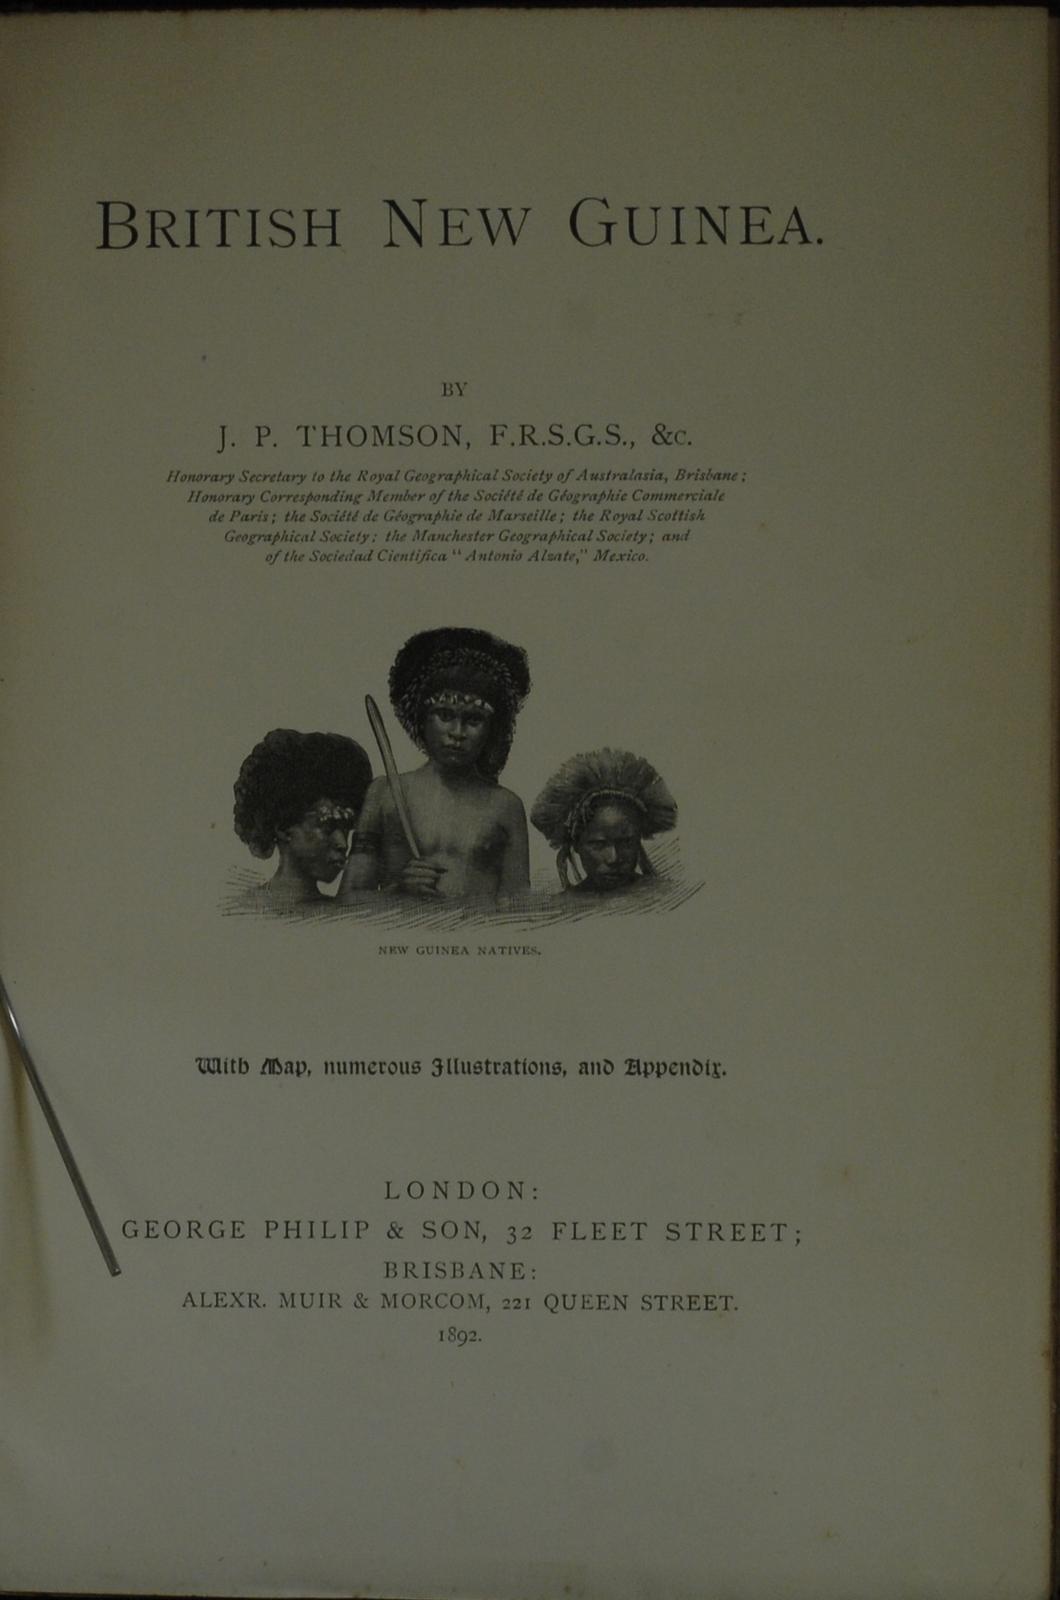 BRITISH NEW GUINEA.
BY
J. P. THOMSON, F.R.S.G.S., &c.
Honorary Secretary to the Royal Geographical Society of Australasia, Brisbane;
Honorary Corresponding Member of the Société de Géographie Commerciale
de Paris; the Société de Géographie de Marseille; the Royal Scottish
Geographical Society; the Manchester Geographical Society; and
of the Sociedad Cientifica "Antonio Alzate," Mexico.
NEW GUINEA NATIVES.
With Map, numerous Illustrations, and Appendix.
LONDON:
GEORGE PHILIP & SON, 32 FLEET STREET;
BRISBANE:
ALEXR. MUIR & MORCOM, 221 QUEEN STREET.
1892.